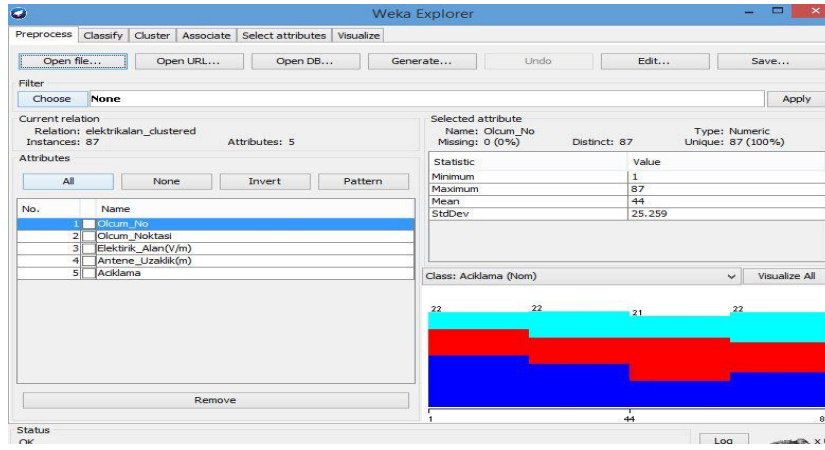 Weka Explorer
Preprocess Classify Cluster Associate Select attributes Visualize
Open file... Open URL... Open DB... Generate... Undo Edit... Save...
Filter
Choose None Apply
Current relation
Relation: elektrikalan_clustered
Instances: 87 Attributes: 5
Attributes
All None Invert Pattern
No. Name
1 Olcum_No
2 Olcum_Noktasi
3 Elektirik_Alan(V/m)
4 Antene_Uzaklik(m)
5 Aciklama
Remove
Selected attribute
Name: Olcum_No Type: Numeric
Missing: 0 (0%) Distinct: 87 Unique: 87 (100%)
Statistic Value
Minimum 1
Maximum 87
Mean 44
StdDev 25.259
Class: Aciklama (Nom) Visualize All
22 22 21 22
1 44 8
Status
OK Log x